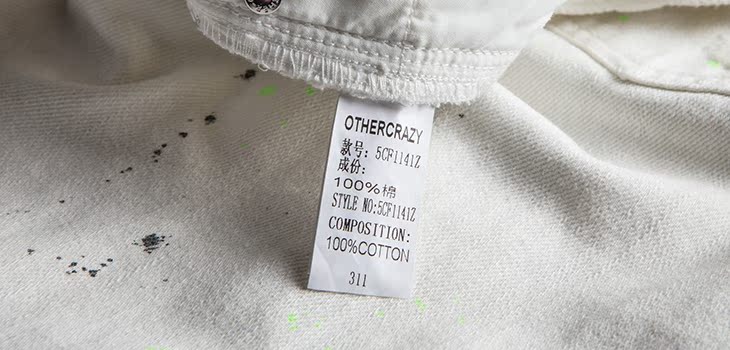 OTHERCRAZY
款号: 5CF1141Z
成份:
100%棉
STYLE NO:5CF1141Z
COMPOSITION:
100%COTTON
311